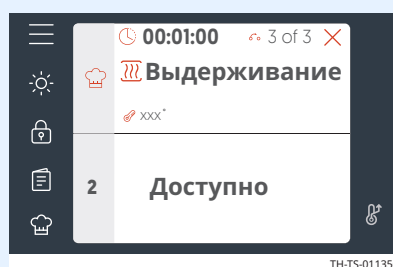 00:01:00 3 of 3
Выдерживание
xxx°
2 Доступно
TH-TS-01135